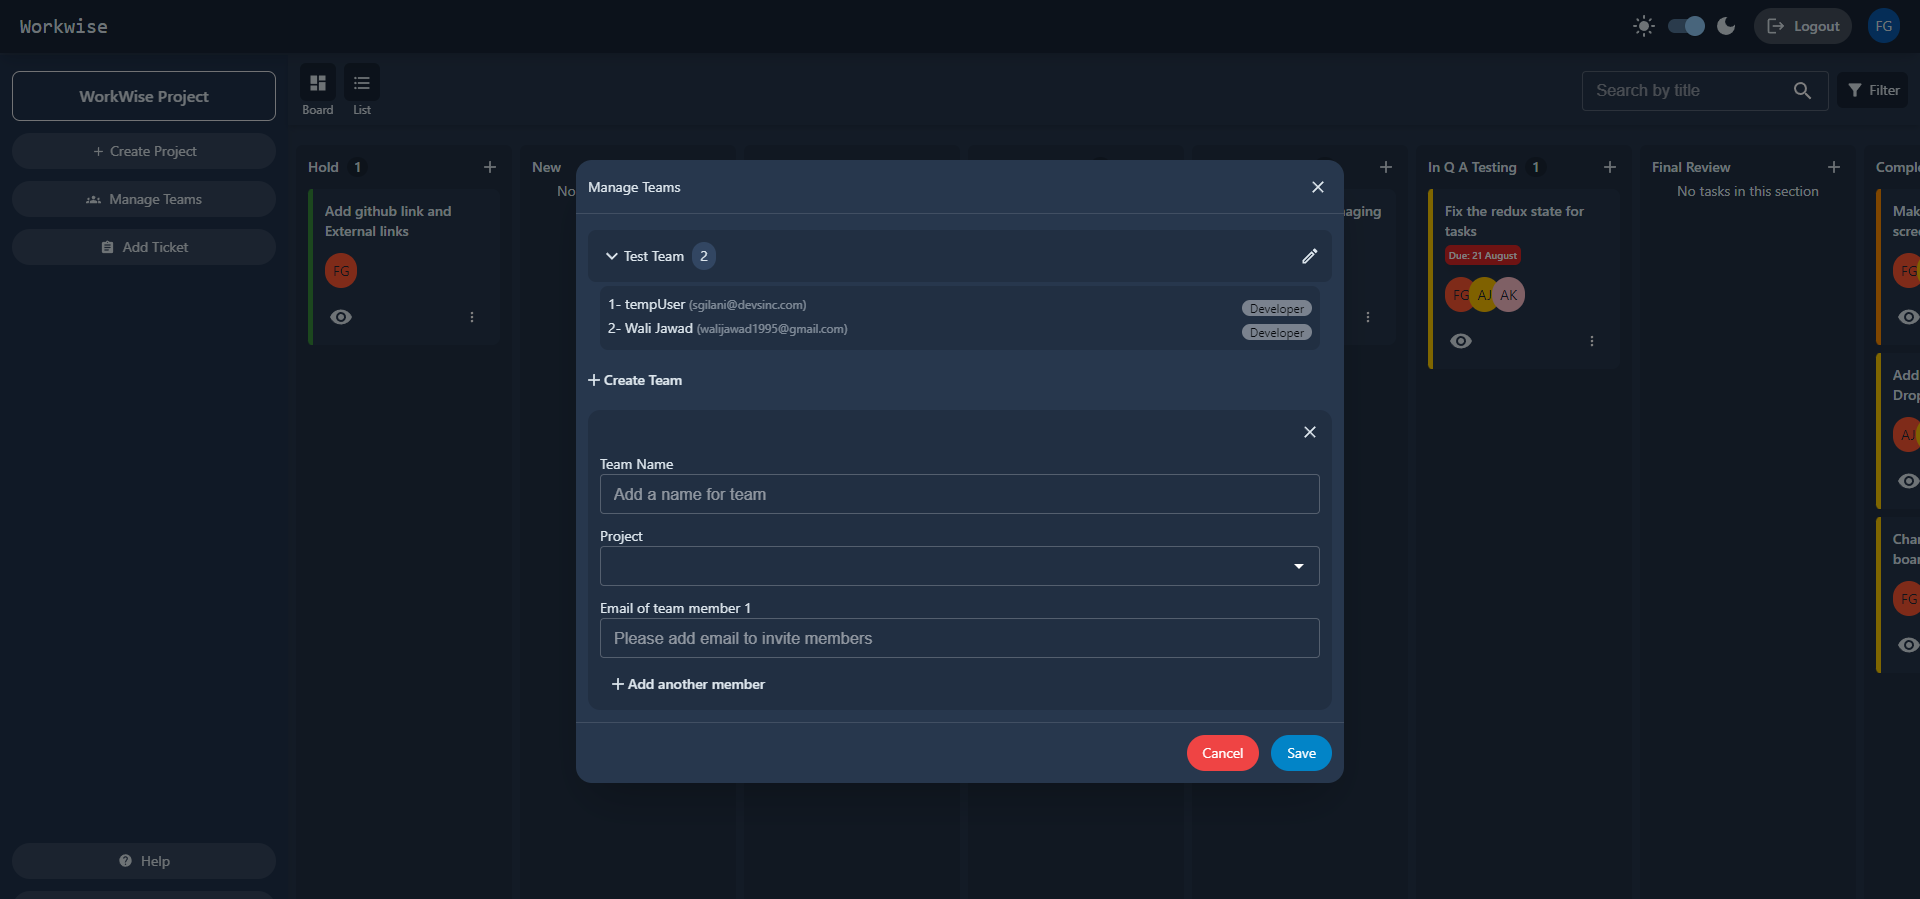 Workwise
Logout
FG
WorkWise Project
Create Project
Manage Teams
Add Ticket
Help
Board
List
Search by title
Filter
Hold 1
Add github link and
External links
FG
New
No
aging
In Q A Testing 1
Fix the redux state for
tasks
Due: 21 August
FG AJ AK
Final Review
No tasks in this section
Comple
Mak
scre
FG
Add
Drop
AJ
Char
boar
FG
Manage Teams
Test Team 2
1- tempUser (sgilani@devsinc.com)
Developer
2- Wali Jawad (walijawad1995@gmail.com)
Developer
+ Create Team
Team Name
Add a name for team
Project
Email of team member 1
Please add email to invite members
+ Add another member
Cancel
Save